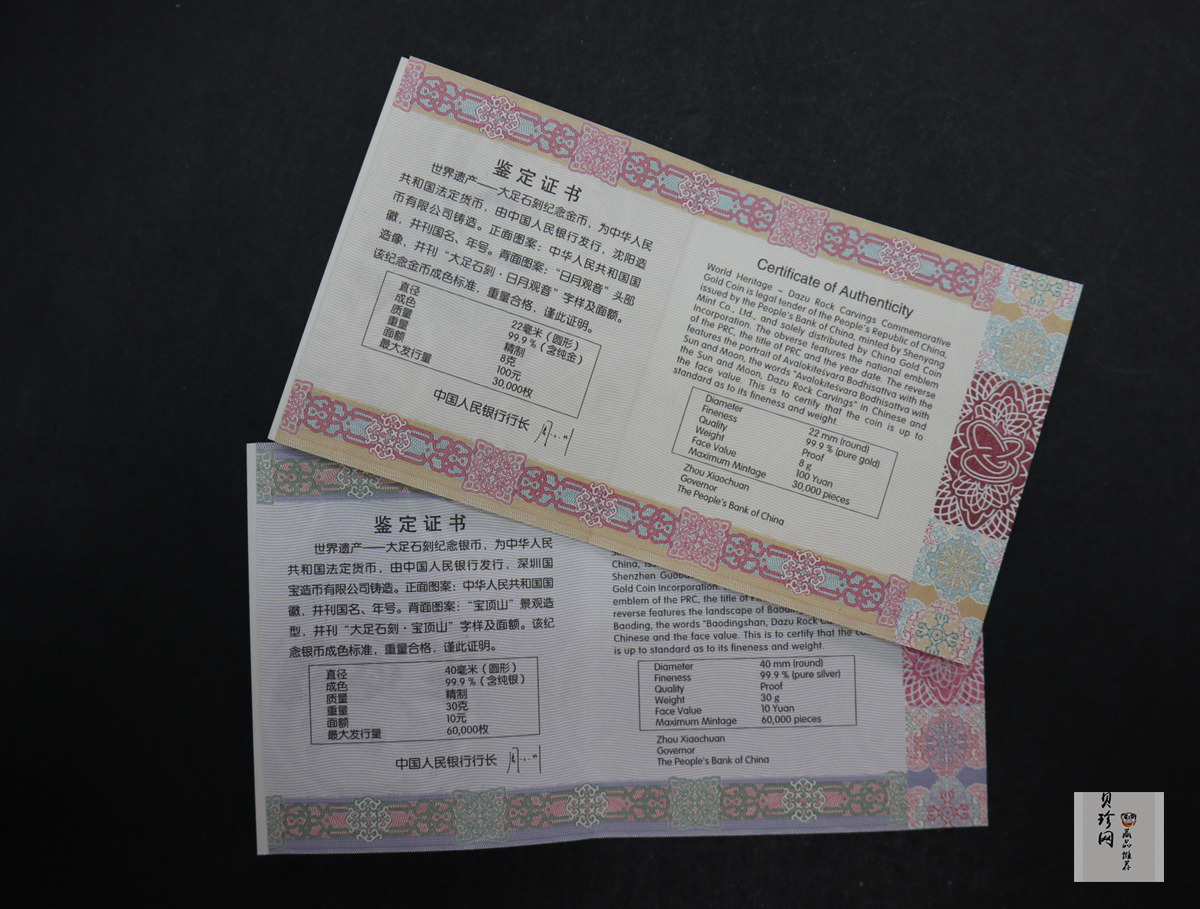 鉴定证书
世界遗产——大足石刻纪念金币，为中华人民
共和国法定货币，由中国人民银行发行，沈阳造
币有限公司铸造。正面图案：中华人民共和国国
徽，并刊国名、年号。背面图案：“日月观音”头部
造像，并刊“大足石刻·日月观音”字样及面额。
该纪念金币成色标准，重量合格，谨此证明。
直径 22毫米（圆形）
成色 99.9 %（含纯金）
质量 精制
重量 8克
面额 100元
最大发行量 30,000枚
中国人民银行行长
Certificate of Authenticity
World Heritage – Dazu Rock Carvings Commemorative
Gold Coin is legal tender of the People's Republic of China,
issued by the People's Bank of China, minted by Shenyang
Mint Co., Ltd., and solely distributed by China Gold Coin
Incorporation. The obverse features the national emblem
of the PRC, the title of PRC and the year date. The reverse
features the portrait of Avalokiteśvara Bodhisattva with the
Sun and Moon, the words "Avalokiteśvara Bodhisattva with
the Sun and Moon, Dazu Rock Carvings" in Chinese and
the face value. This is to certify that the coin is up to
standard as to its fineness and weight.
Diameter 22 mm (round)
Fineness 99.9 % (pure gold)
Quality Proof
Weight 8 g
Face Value 100 Yuan
Maximum Mintage 30,000 pieces
Zhou Xiaochuan
Governor
The People's Bank of China
鉴定证书
世界遗产——大足石刻纪念银币，为中华人民
共和国法定货币，由中国人民银行发行，深圳国
宝造币有限公司铸造。正面图案：中华人民共和国国
徽，并刊国名、年号。背面图案：“宝顶山”景观造
型，并刊“大足石刻·宝顶山”字样及面额。该纪
念银币成色标准，重量合格，谨此证明。
直径 40毫米（圆形）
成色 99.9 %（含纯银）
质量 精制
重量 30克
面额 10元
最大发行量 60,000枚
中国人民银行行长
China,
Shenzhen
Gold Coin Incorporation.
emblem of the PRC, the title of
reverse features the landscape of
Baoding, the words "Baodingshan, Dazu Rock
Chinese and the face value. This is to certify that the
is up to standard as to its fineness and weight.
Diameter 40 mm (round)
Fineness 99.9 % (pure silver)
Quality Proof
Weight 30 g
Face Value 10 Yuan
Maximum Mintage 60,000 pieces
Zhou Xiaochuan
Governor
The People's Bank of China
贝珍网
藏品推荐